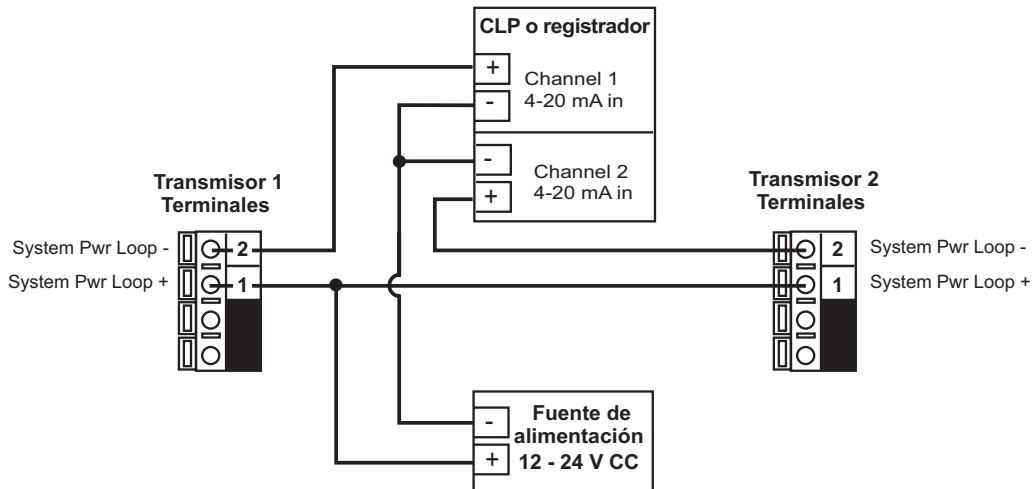 CLP o registrador
+
Channel 1
4-20 mA in
-
-
Channel 2
4-20 mA in
+
Transmisor 1
Terminales
System Pwr Loop -
2
System Pwr Loop +
1
Transmisor 2
Terminales
2
System Pwr Loop -
1
System Pwr Loop +
-
Fuente de
alimentación
+
12 - 24 V CC